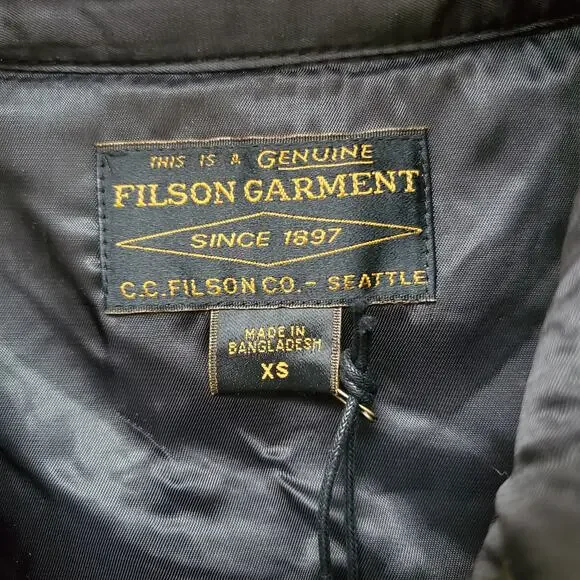 THIS IS A GENUINE
FILSON GARMENT
SINCE 1897
C.C. FILSON CO. - SEATTLE
MADE IN
BANGLADESH
XS